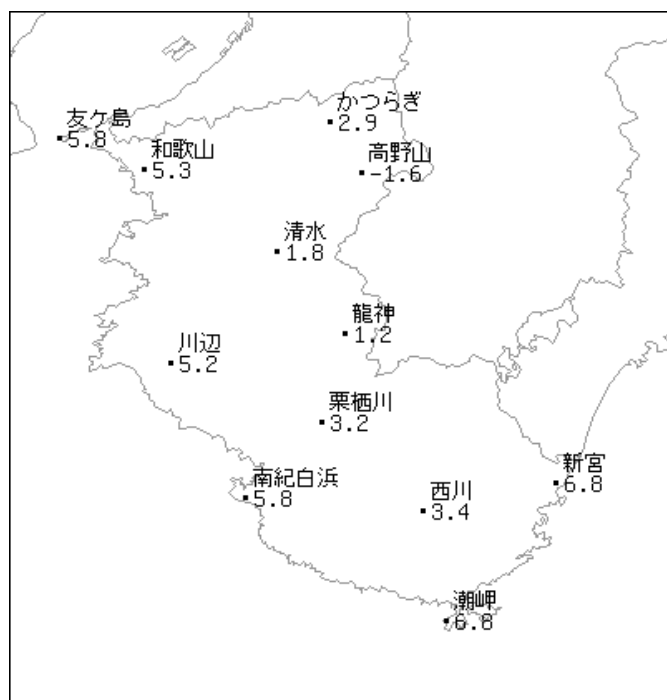 かつらぎ
2.9
友ケ島
5.8
和歌山
5.3
高野山
-1.6
清水
1.8
龍神
1.2
川辺
5.2
栗栖川
3.2
新宮
6.8
南紀白浜
5.8
西川
3.4
潮岬
6.8